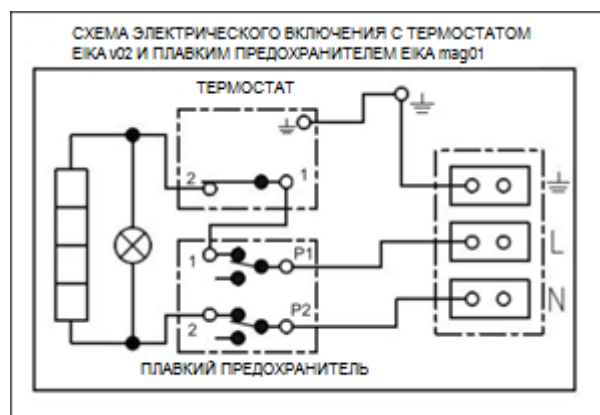 СХЕМА ЭЛЕКТРИЧЕСКОГО ВКЛЮЧЕНИЯ С ТЕРМОСТАТОМ
EIKA v02 И ПЛАВКИМ ПРЕДОХРАНИТЕЛЕМ EIKA mag01
ТЕРМОСТАТ
2 1
1 P1 L
2 P2 N
ПЛАВКИЙ ПРЕДОХРАНИТЕЛЬ